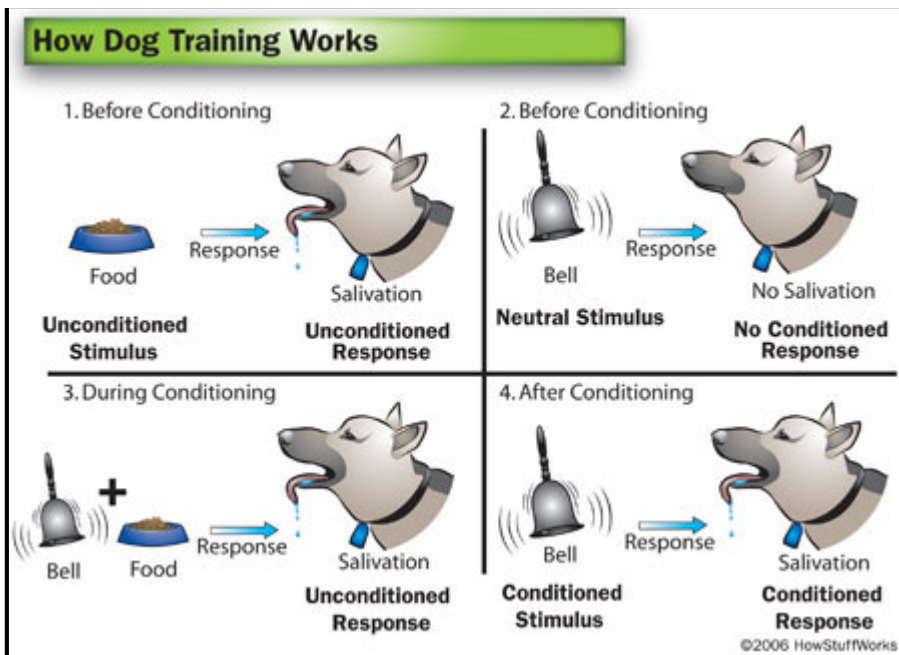 How Dog Training Works
1. Before Conditioning
Response
Food
Salivation
Unconditioned
Stimulus
Unconditioned
Response
2. Before Conditioning
Response
Bell
No Salivation
Neutral Stimulus
No Conditioned
Response
3. During Conditioning
+
Response
Bell
Food
Salivation
Unconditioned
Response
4. After Conditioning
Response
Bell
Salivation
Conditioned
Stimulus
Conditioned
Response
©2006 HowStuffWorks